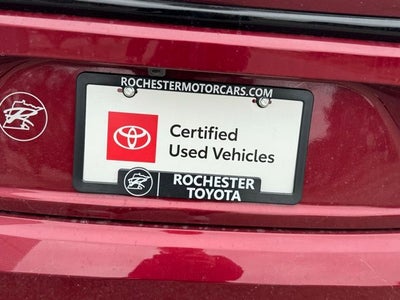 ROCHESTERMOTORCARS.COM
Certified
Used Vehicles
ROCHESTER
TOYOTA